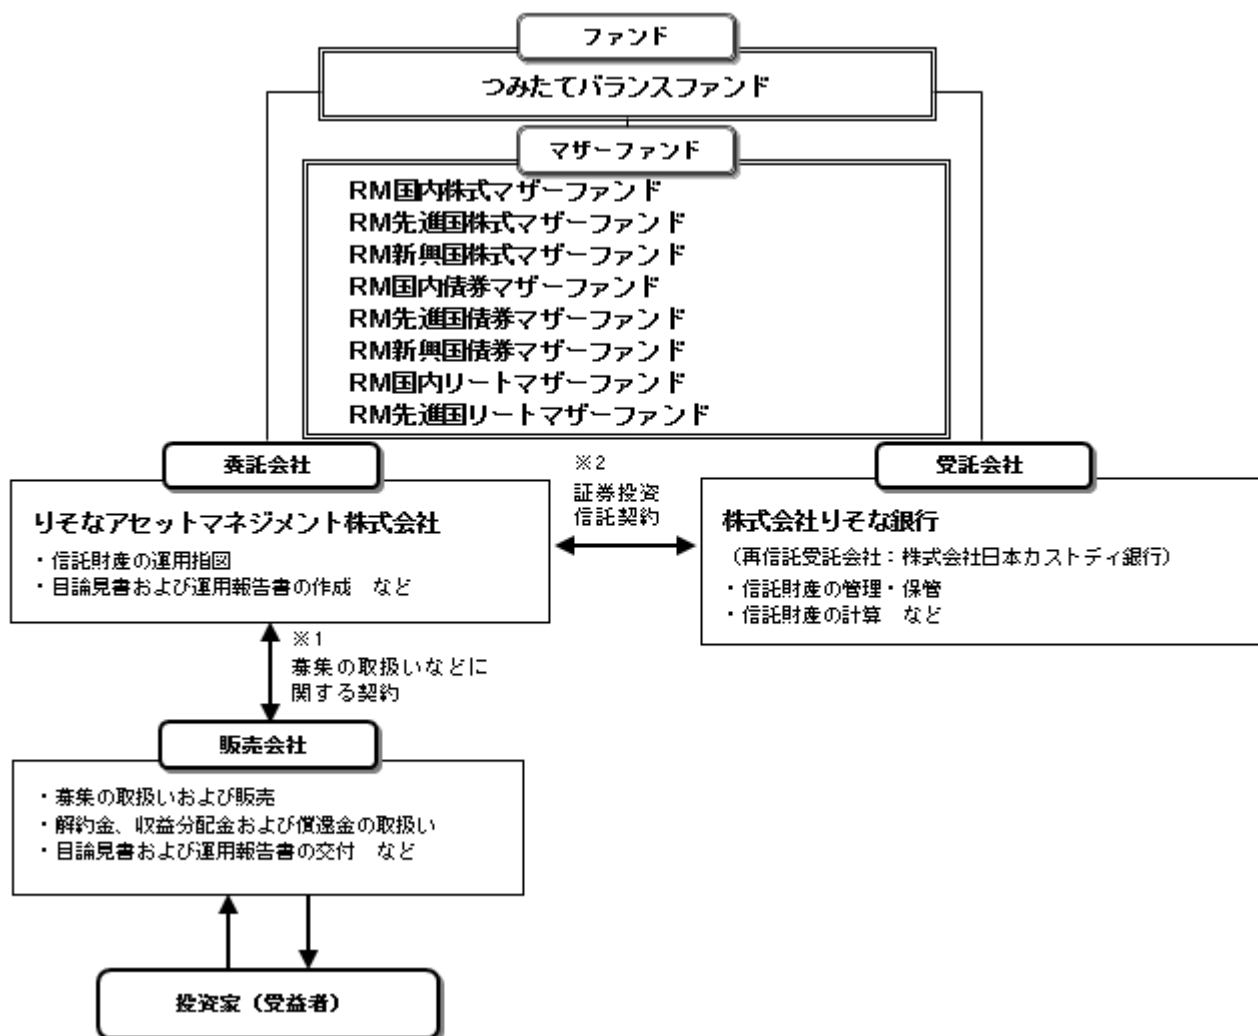 ファンド
つみたてバランスファンド
マザーファンド
RM国内株式マザーファンド
RM先進国株式マザーファンド
RM新興国株式マザーファンド
RM国内債券マザーファンド
RM先進国債券マザーファンド
RM新興国債券マザーファンド
RM国内リートマザーファンド
RM先進国リートマザーファンド
委託会社
りそなアセットマネジメント株式会社
・信託財産の運用指図
・目論見書および運用報告書の作成　など
※2
証券投資
信託契約
受託会社
株式会社りそな銀行
（再信託受託会社：株式会社日本カストディ銀行）
・信託財産の管理・保管
・信託財産の計算　など
※1
募集の取扱いなどに
関する契約
販売会社
・募集の取扱いおよび販売
・解約金、収益分配金および償還金の取扱い
・目論見書および運用報告書の交付　など
投資家（受益者）